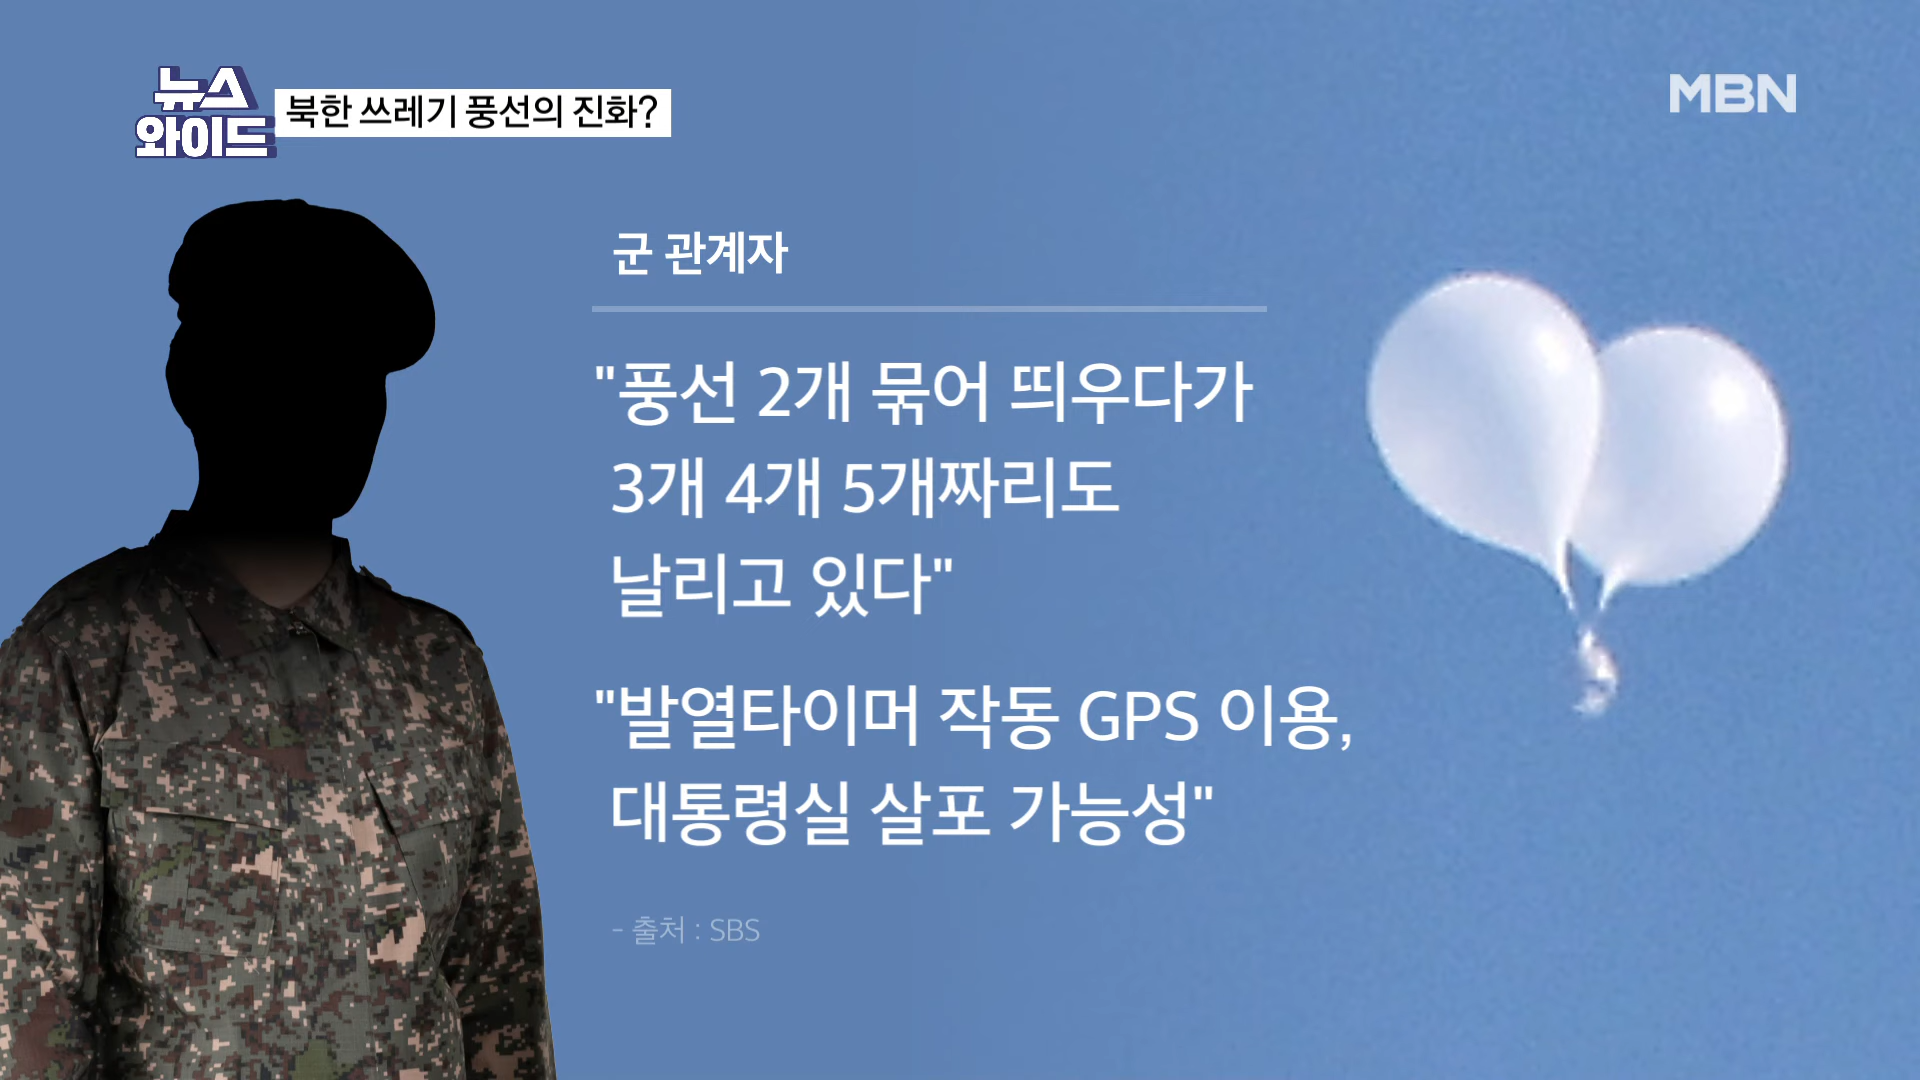 뉴스
와이드
북한 쓰레기 풍선의 진화?
MBN
군 관계자
"풍선 2개 묶어 띄우다가
3개 4개 5개짜리도
날리고 있다"
"발열타이머 작동 GPS 이용,
대통령실 살포 가능성"
- 출처 : SBS